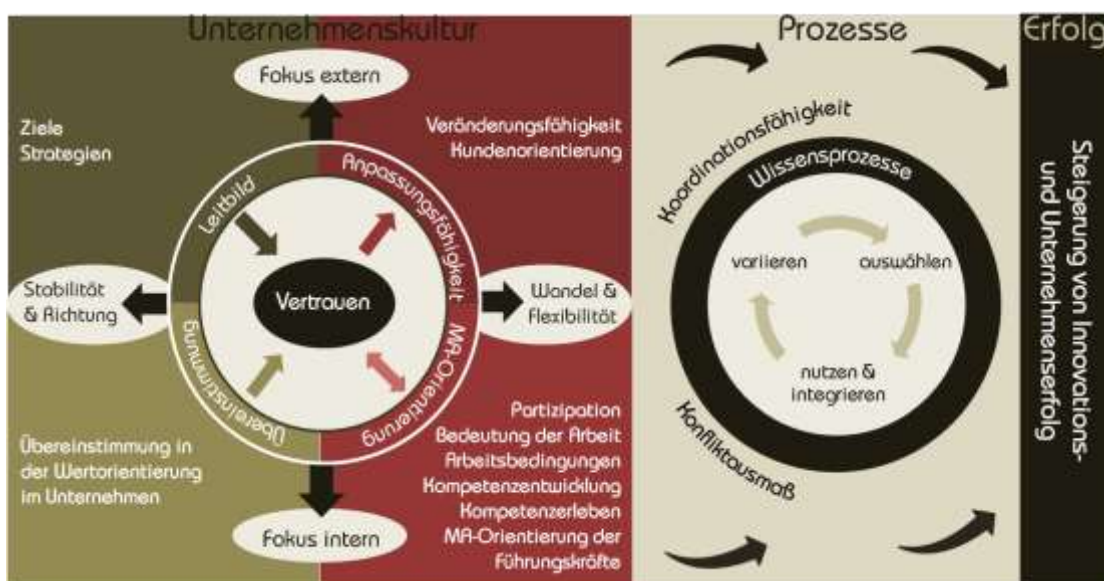 Unternehmenskultur
Fokus extern
Ziele
Strategien
Veränderungsfähigkeit
Kundenorientierung
Leitbild
Anpassungsfähigkeit
Stabilität
& Richtung
Vertrauen
Wandel &
Flexibilität
Übereinstimmung
MA-Orientierung
Übereinstimmung in
der Wertorientierung
im Unternehmen
Partizipation
Bedeutung der Arbeit
Arbeitsbedingungen
Kompetenzentwicklung
Kompetenzerleben
MA-Orientierung der
Führungskräfte
Fokus intern
Prozesse
Koordinationsfähigkeit
Wissensprozesse
variieren
auswählen
nutzen &
integrieren
Konfliktausmaß
Erfolg
Steigerung von Innovations-
und Unternehmenserfolg